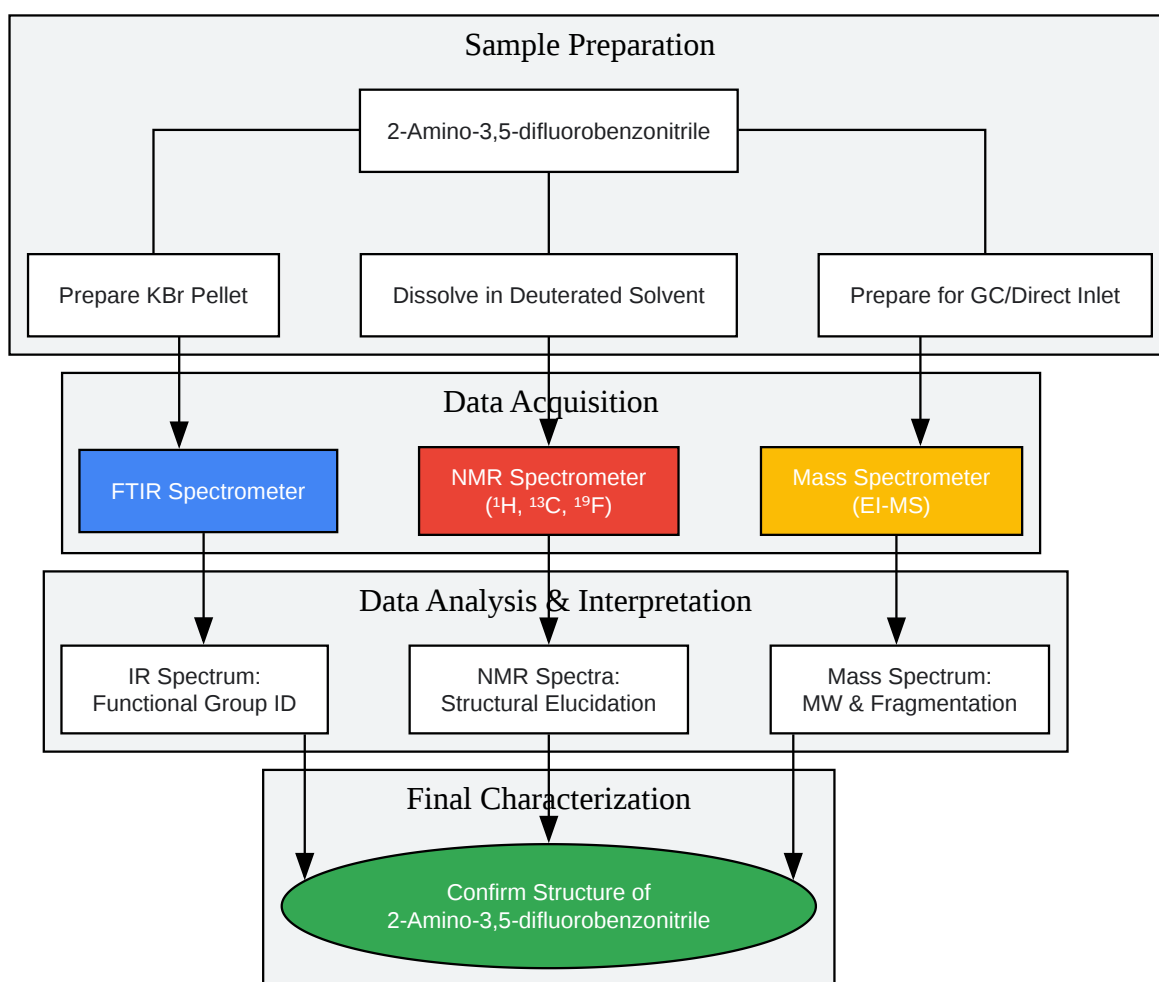 Sample Preparation
2-Amino-3,5-difluorobenzonitrile
Prepare KBr Pellet
Dissolve in Deuterated Solvent
Prepare for GC/Direct Inlet
Data Acquisition
FTIR Spectrometer
NMR Spectrometer
(¹H, ¹³C, ¹⁹F)
Mass Spectrometer
(EI-MS)
Data Analysis & Interpretation
IR Spectrum:
Functional Group ID
NMR Spectra:
Structural Elucidation
Mass Spectrum:
MW & Fragmentation
Final Characterization
Confirm Structure of
2-Amino-3,5-difluorobenzonitrile